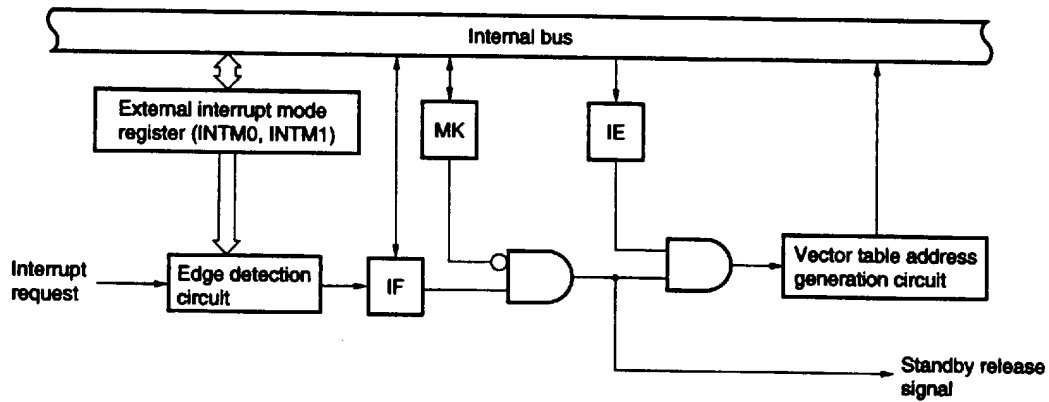 Internal bus
External interrupt mode
register (INTM0, INTM1)
MK
IE
Interrupt
request
Edge detection
circuit
IF
Vector table address
generation circuit
Standby release
signal